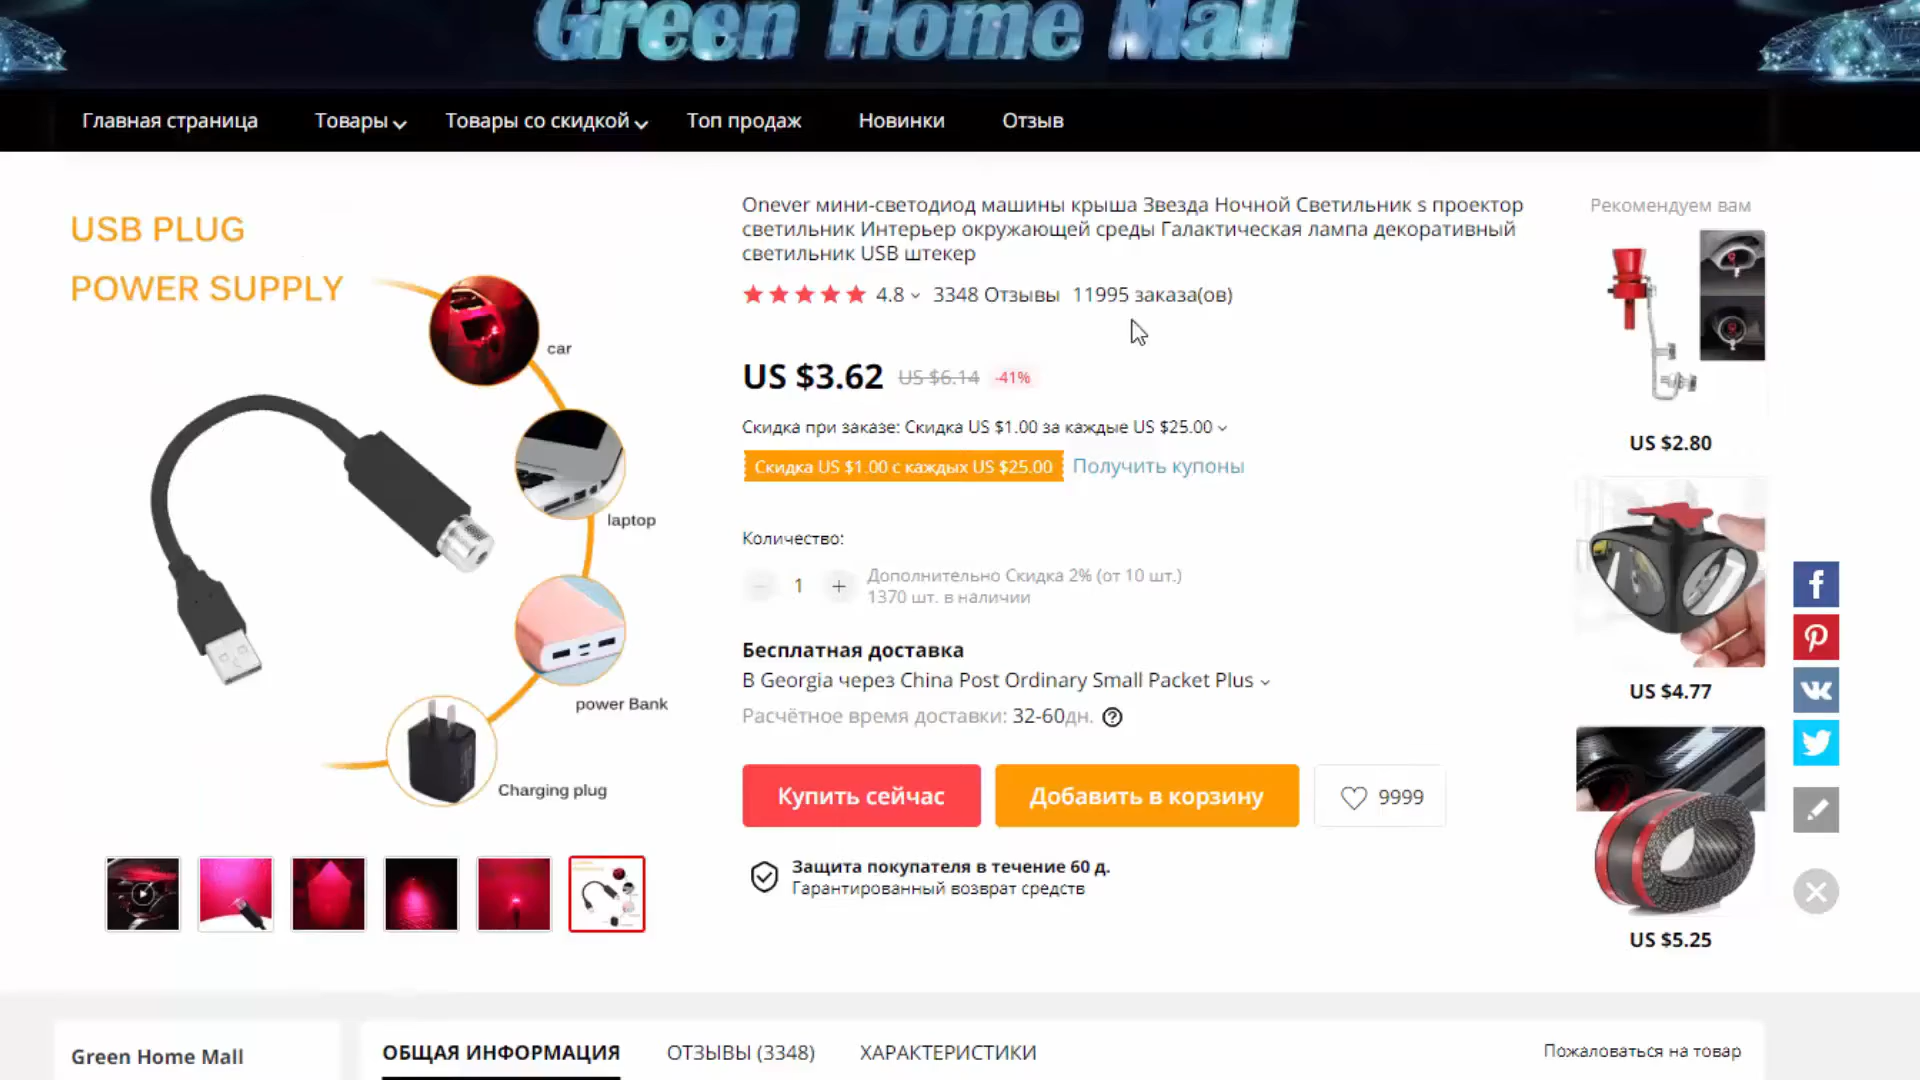 Green Home Mall
Главная страница
Товары
Товары со скидкой
Топ продаж
Новинки
Отзыв
USB PLUG
POWER SUPPLY
car
laptop
power Bank
Charging plug
Onever мини-светодиод машины крыша Звезда Ночной Светильник s проектор
светильник Интерьер окружающей среды Галактическая лампа декоративный
светильник USB штекер
4.8 3348 Отзывы 11995 заказа(ов)
US $3.62 US $6.14 -41%
Скидка при заказе: Скидка US $1.00 за каждые US $25.00
Скидка US $1.00 с каждых US $25.00 Получить купоны
Количество:
1
Дополнительно Скидка 2% (от 10 шт.)
1370 шт. в наличии
Бесплатная доставка
В Georgia через China Post Ordinary Small Packet Plus
Расчётное время доставки: 32-60дн.
Купить сейчас
Добавить в корзину
9999
Защита покупателя в течение 60 д.
Гарантированный возврат средств
Рекомендуем вам
US $2.80
US $4.77
US $5.25
Green Home Mall
ОБЩАЯ ИНФОРМАЦИЯ
ОТЗЫВЫ (3348)
ХАРАКТЕРИСТИКИ
Пожаловаться на товар